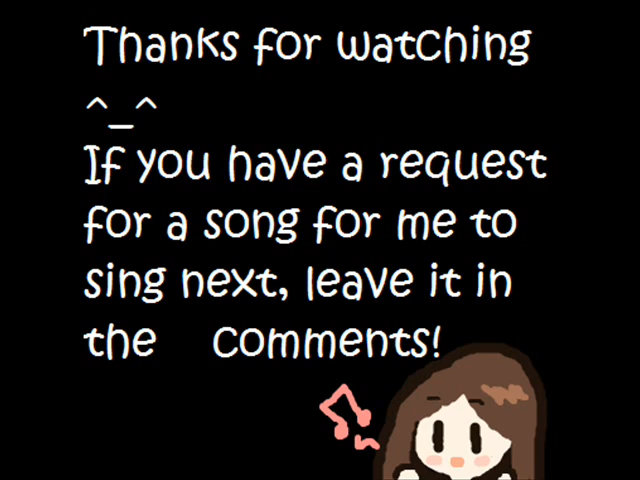 Thanks for watching
^_^
If you have a request
for a song for me to
sing next, leave it in
the comments!